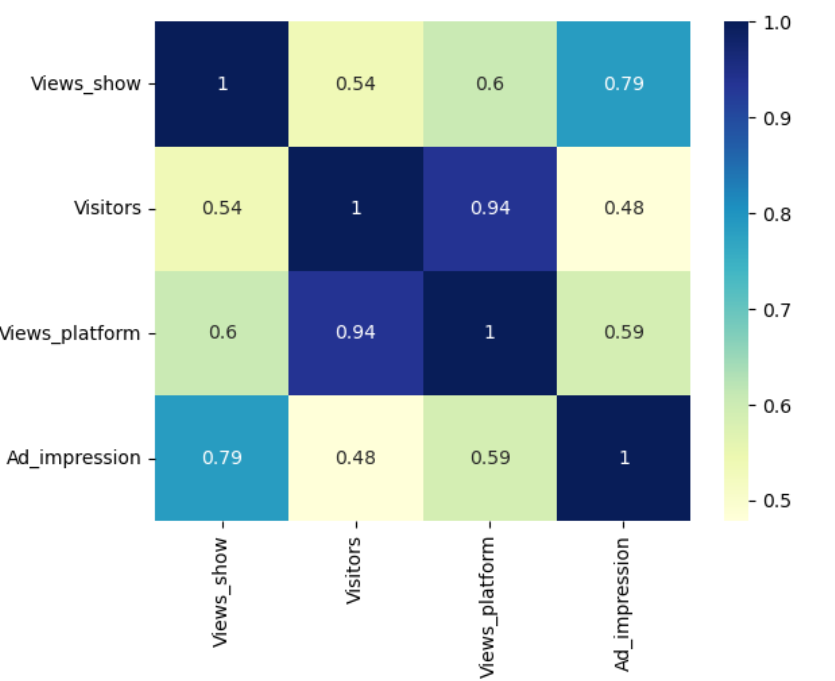 Views_show 1 0.54 0.6 0.79
Visitors 0.54 1 0.94 0.48
Views_platform 0.6 0.94 1 0.59
Ad_impression 0.79 0.48 0.59 1
Views_show Visitors Views_platform Ad_impression
1.0
0.9
0.8
0.7
0.6
0.5